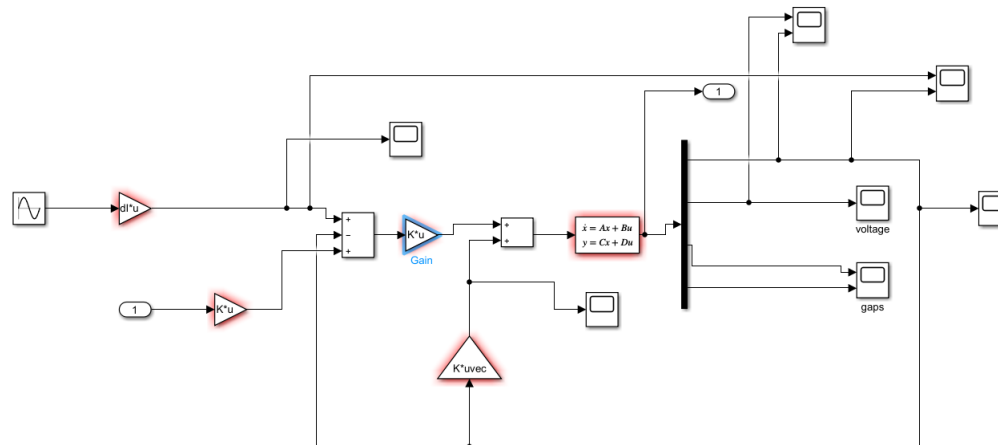 1
dI*u
+
−
+
K*u
Gain
+
+
ẋ = Ax + Bu
y = Cx + Du
voltage
1
K*u
gaps
K*uvec